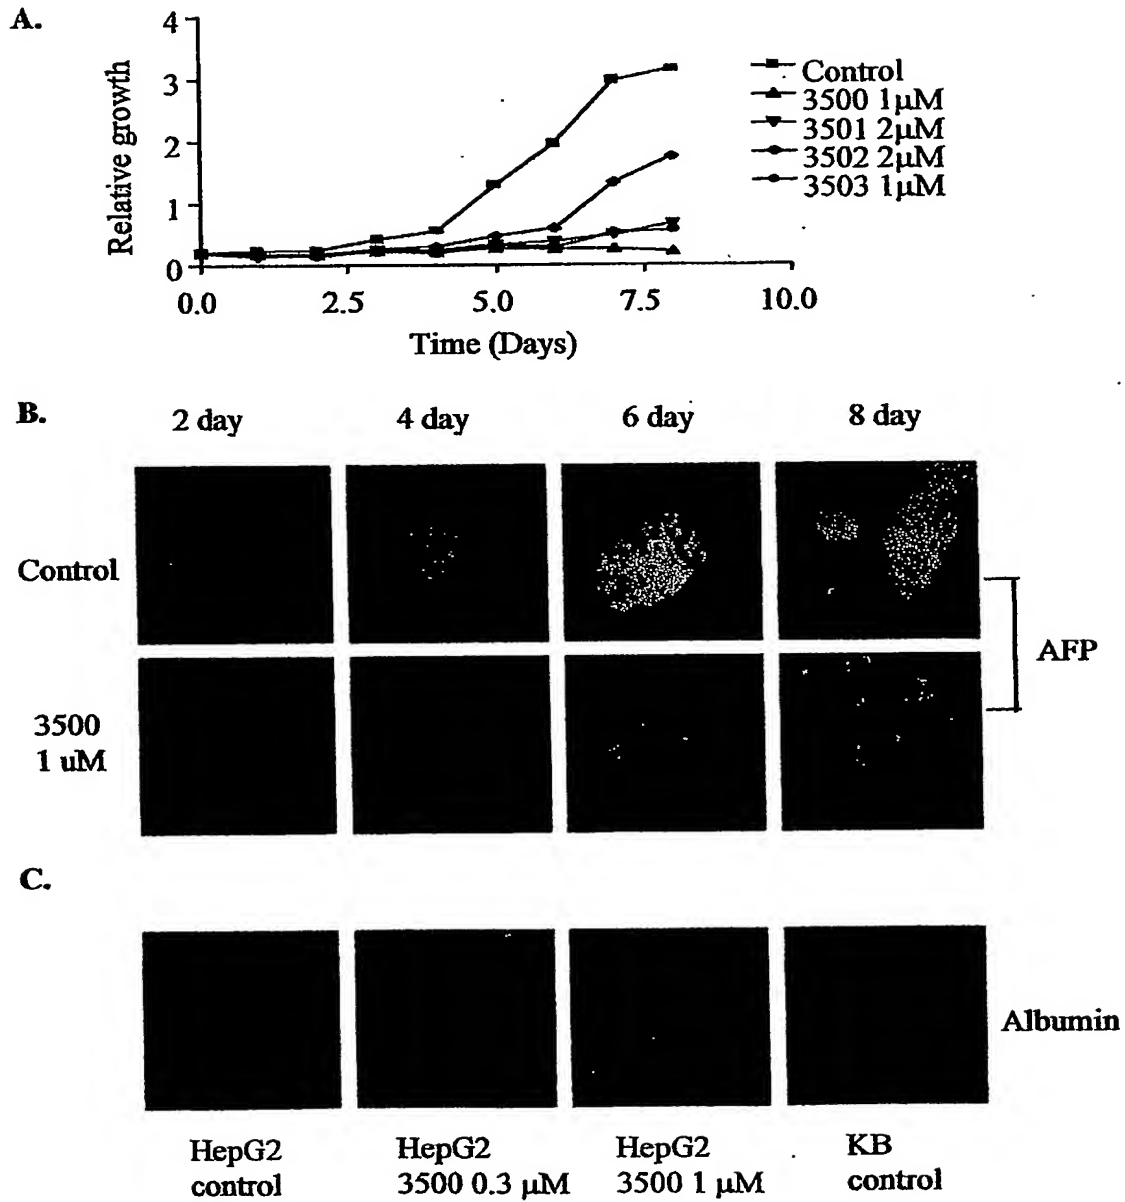 A.
4
3
2
1
0
Relative growth
0.0 2.5 5.0 7.5 10.0
Time (Days)
Control
3500 1μM
3501 2μM
3502 2μM
3503 1μM
B.
2 day 4 day 6 day 8 day
Control
3500
1 uM
AFP
C.
Albumin
HepG2
control
HepG2
3500 0.3 μM
HepG2
3500 1 μM
KB
control